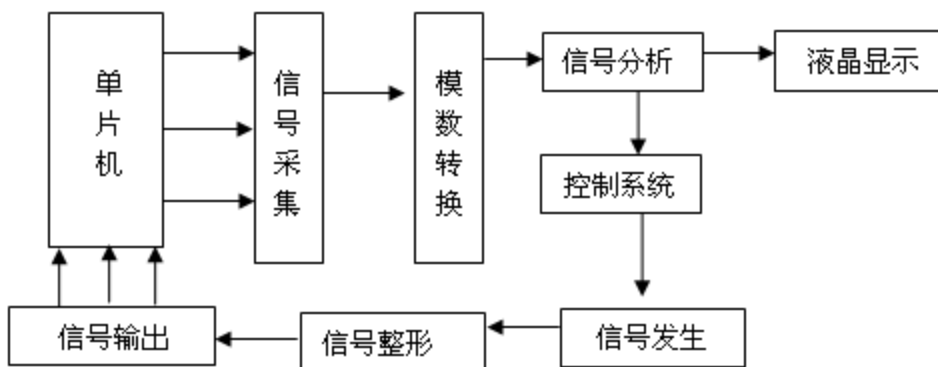 单片机
信号采集
模数转换
信号分析
液晶显示
控制系统
信号输出
信号整形
信号发生